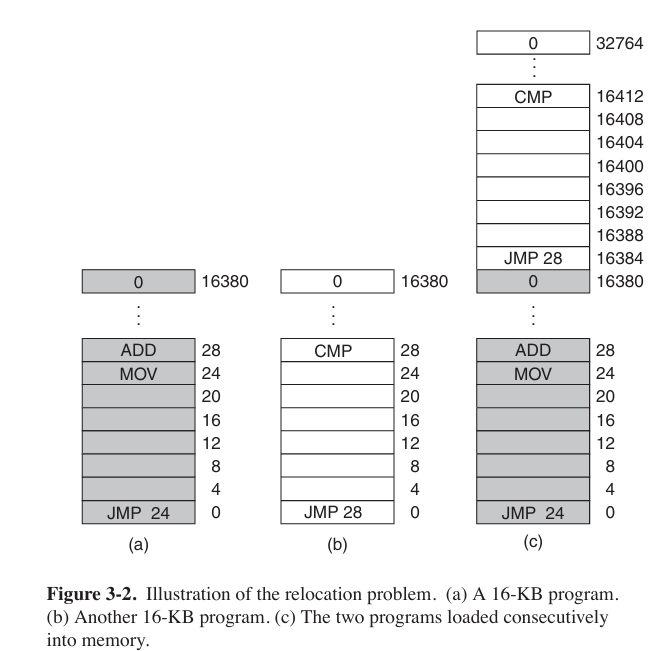 0 32764
CMP 16412
16408
16404
16400
16396
16392
16388
JMP 28 16384
0 16380 0 16380 0 16380
ADD 28 CMP 28 ADD 28
MOV 24 24 MOV 24
20 20 20
16 16 16
12 12 12
8 8 8
4 4 4
JMP 24 0 JMP 28 0 JMP 24 0
(a) (b) (c)
Figure 3-2. Illustration of the relocation problem. (a) A 16-KB program.
(b) Another 16-KB program. (c) The two programs loaded consecutively
into memory.